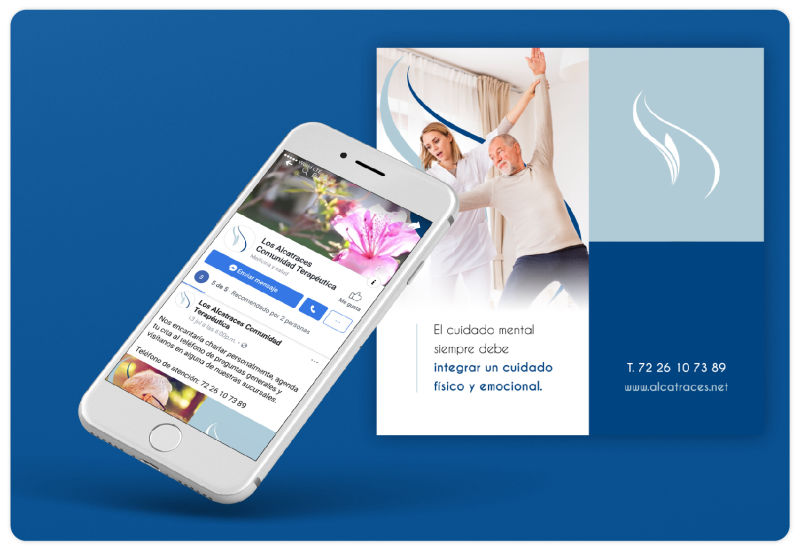 Los Alcatraces
Comunidad Terapéutica
Medicina y salud
Enviar mensaje
Me gusta
5
5 de 5 · Recomendado por 2 personas
Los Alcatraces Comunidad
Terapéutica
Nos encantaría charlar personalmente, agenda
tu cita al teléfono de preguntas generales y
visítanos en alguna de nuestras sucursales.
Teléfono de atención: 72 26 10 73 89
El cuidado mental
siempre debe
integrar un cuidado
físico y emocional.
T. 72 26 10 73 89
www.alcatraces.net